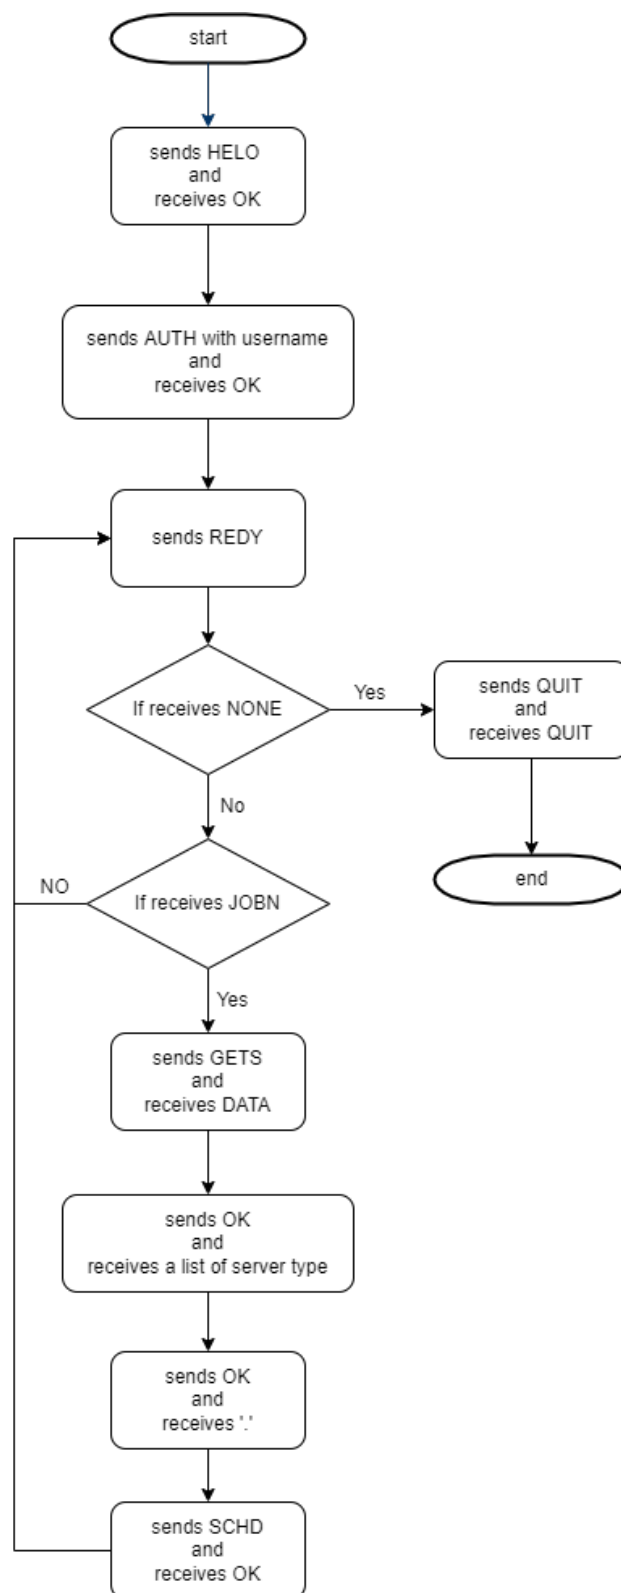 start
sends HELO
and
receives OK
sends AUTH with username
and
receives OK
sends REDY
If receives NONE
Yes
sends QUIT
and
receives QUIT
No
end
NO
If receives JOBN
Yes
sends GETS
and
receives DATA
sends OK
and
receives a list of server type
sends OK
and
receives '.'
sends SCHD
and
receives OK